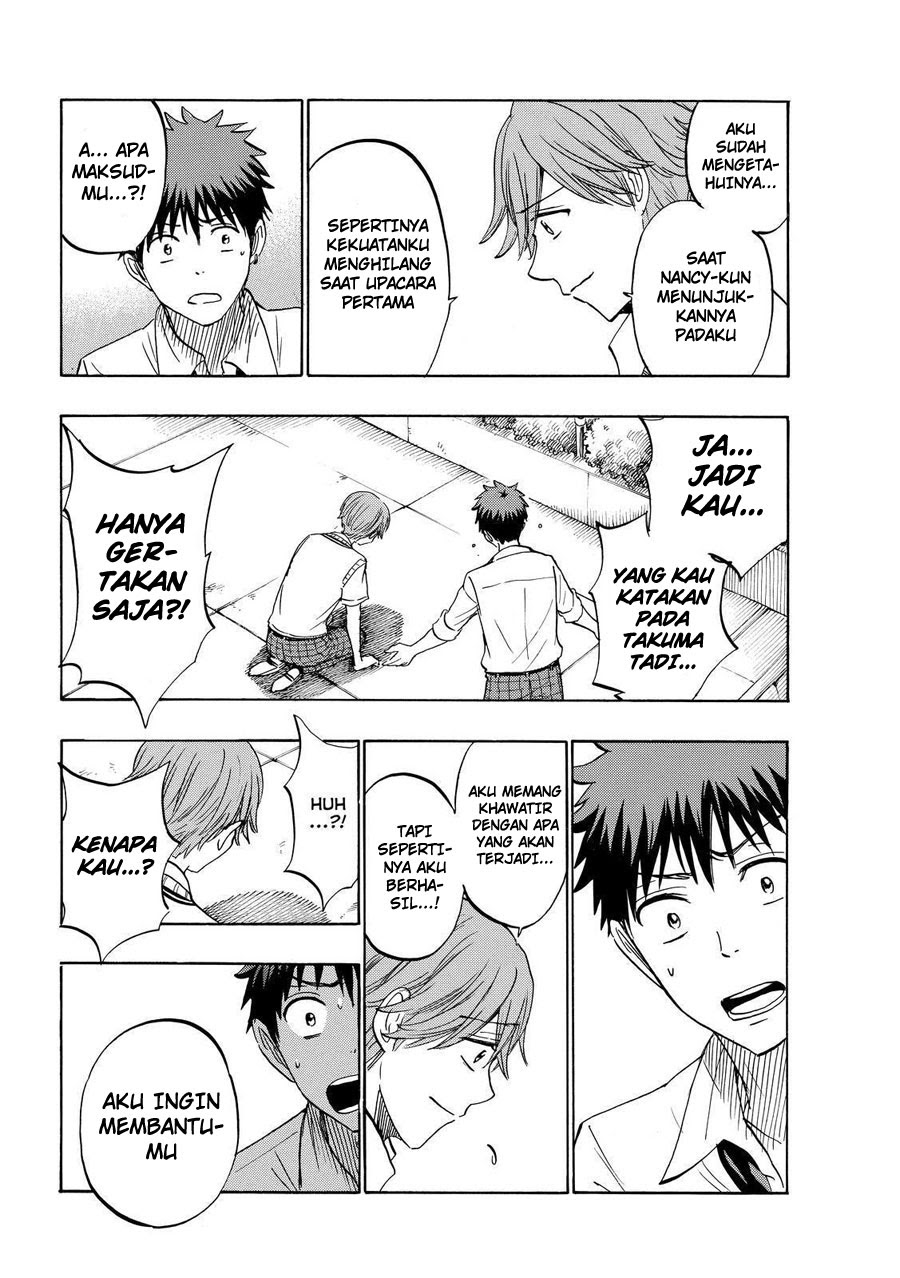 AKU
SUDAH
MENGETA-
HUINYA...
SAAT
NANCY-KUN
MENUNJUK-
KANNYA
PADAKU
SEPERTINYA
KEKUATANKU
MENGHILANG
SAAT UPACARA
PERTAMA
A... APA
MAKSUD-
MU...?!
JA...
JADI
KAU...
YANG KAU
KATAKAN
PADA
TAKUMA
TADI...
HANYA
GER-
TAKAN
SAJA?!
AKU MEMANG
KHAWATIR
DENGAN APA
YANG AKAN
TERJADI...
TAPI
SEPERTI-
NYA AKU
BERHA-
SIL...!
HUH
...?!
KENAPA
KAU...?
AKU INGIN
MEMBANTU-
MU